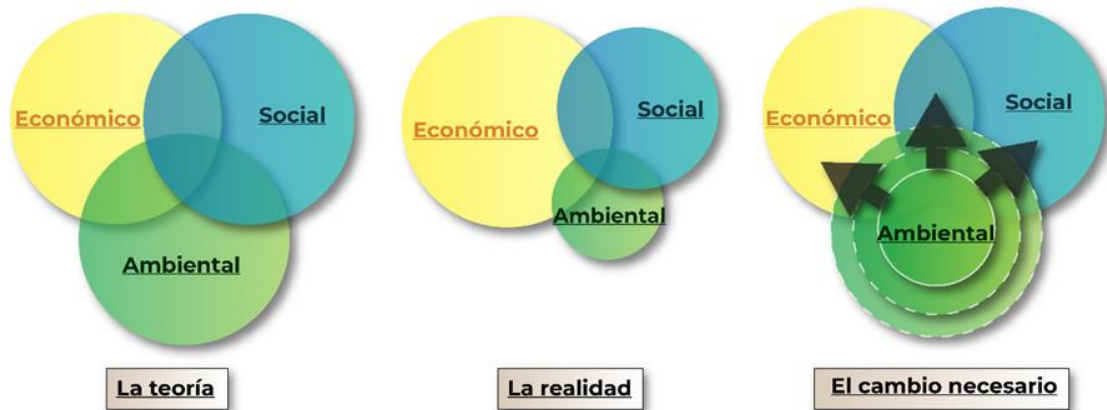 Económico
Social
Ambiental
La teoría
Económico
Social
Ambiental
La realidad
Económico
Social
Ambiental
El cambio necesario